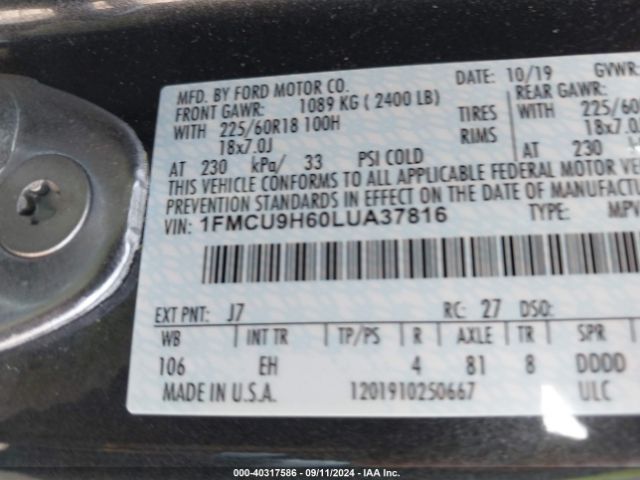 MFD. BY FORD MOTOR CO.
DATE: 10/19 GVWR
FRONT GAWR: 1089 KG ( 2400 LB) REAR GAWR:
WITH 225/60R18 100H TIRES WITH 225/60
18x7.0J RIMS 18x7.0
AT 230 kPa/ 33 PSI COLD AT 230
THIS VEHICLE CONFORMS TO ALL APPLICABLE FEDERAL MOTOR VE
PREVENTION STANDARDS IN EFFECT ON THE DATE OF MANUFACTU
VIN: 1FMCU9H60LUA37816 TYPE: MPV
EXT PNT: J7 RC: 27 DSO:
WB INT TR TP/PS R AXLE TR SPR
106 EH 4 81 8 DDDD
MADE IN U.S.A. 1201910250667 ULC
<-- 40317586 - 09/11/2024 - IAAI.COM -->